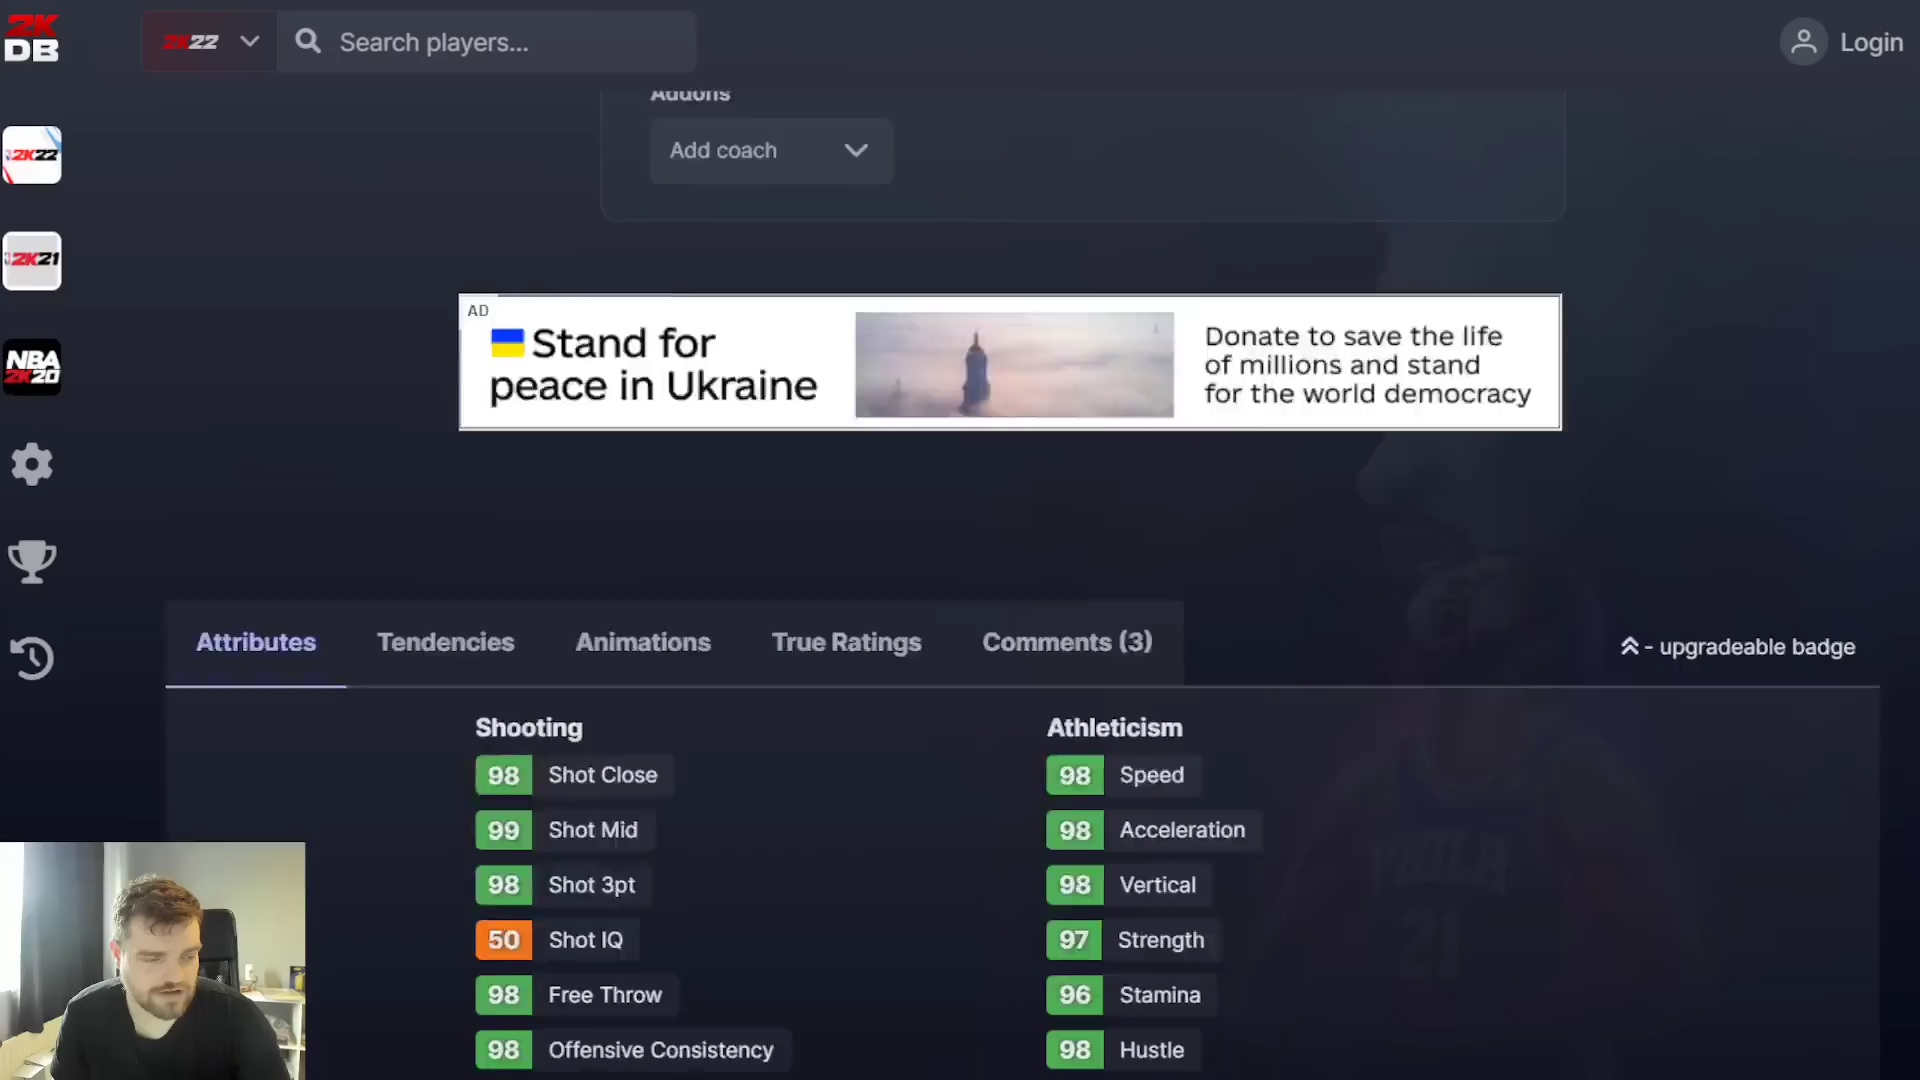 2K
DB
2K22
Search players...
Login
Addons
Add coach
2K22
2K21
NBA
2K20
AD
Stand for
peace in Ukraine
Donate to save the life
of millions and stand
for the world democracy
Attributes
Tendencies
Animations
True Ratings
Comments (3)
- upgradeable badge
Shooting
98 Shot Close
99 Shot Mid
98 Shot 3pt
50 Shot IQ
98 Free Throw
98 Offensive Consistency
Athleticism
98 Speed
98 Acceleration
98 Vertical
97 Strength
96 Stamina
98 Hustle
PHILA
21